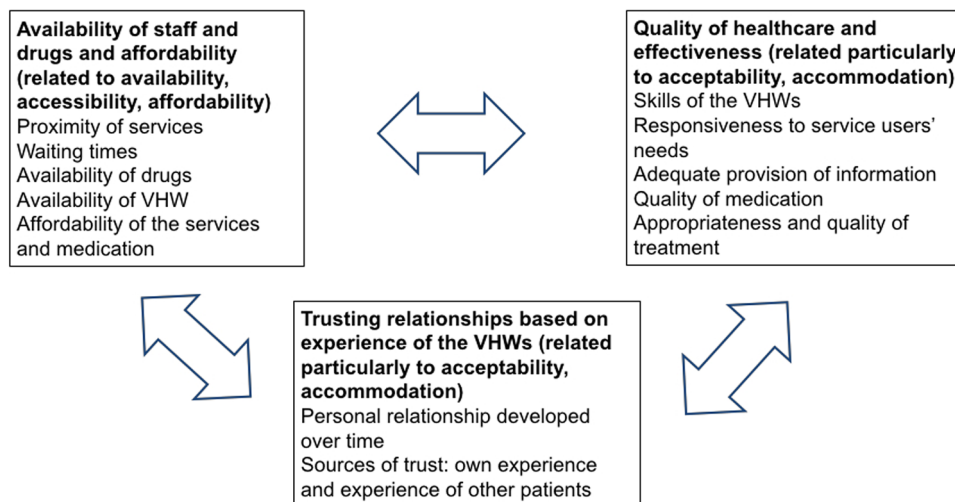 Availability of staff and
drugs and affordability
(related to availability,
accessibility, affordability)
Proximity of services
Waiting times
Availability of drugs
Availability of VHW
Affordability of the services
and medication
Quality of healthcare and
effectiveness (related particularly
to acceptability, accommodation)
Skills of the VHWs
Responsiveness to service users’
needs
Adequate provision of information
Quality of medication
Appropriateness and quality of
treatment
Trusting relationships based on
experience of the VHWs (related
particularly to acceptability,
accommodation)
Personal relationship developed
over time
Sources of trust: own experience
and experience of other patients